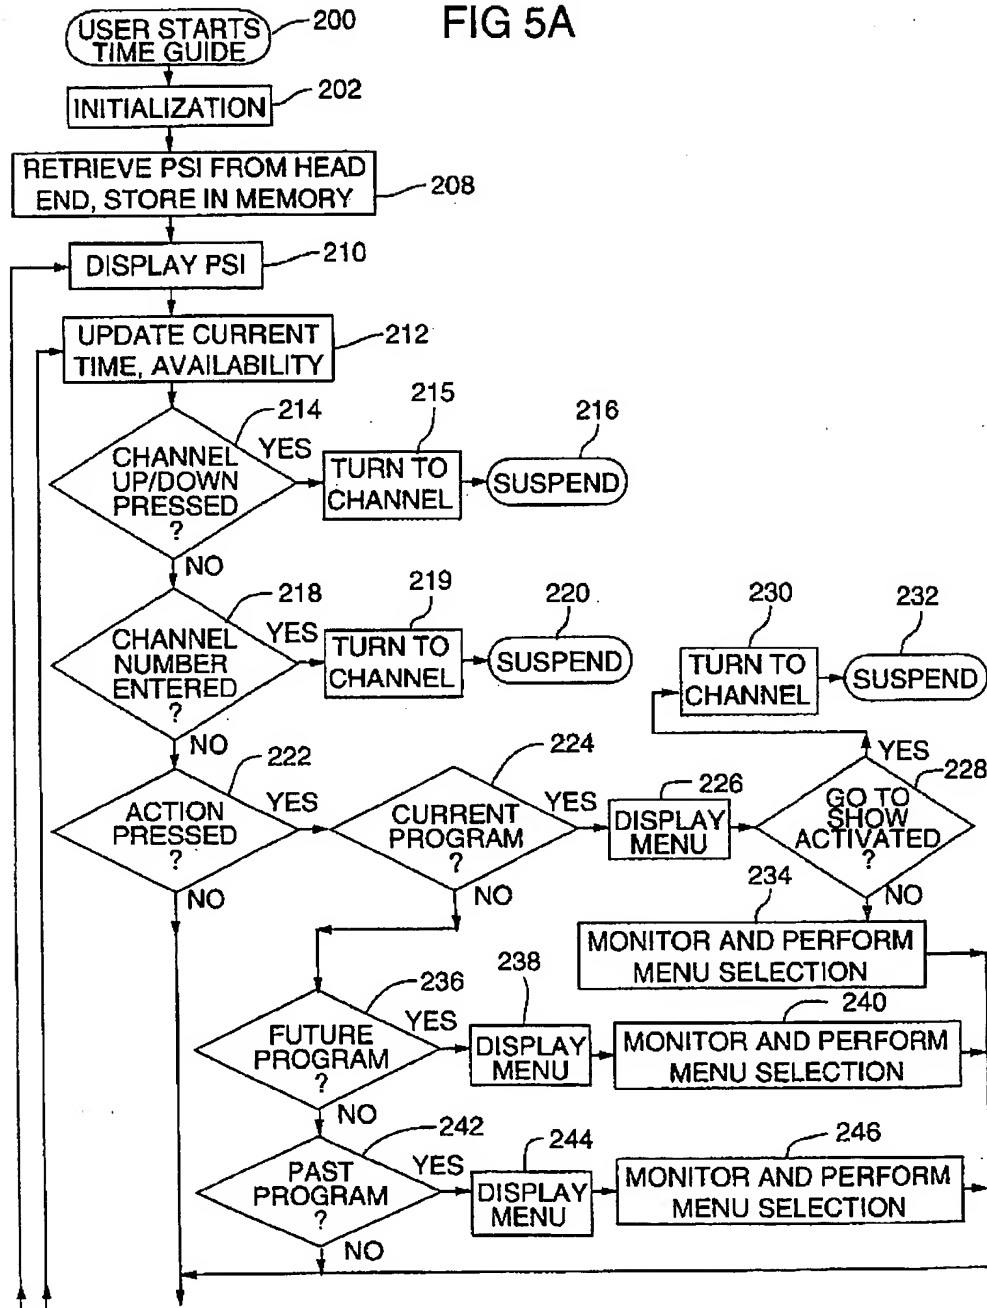 FIG 5A
USER STARTS
TIME GUIDE
200
INITIALIZATION
202
RETRIEVE PSI FROM HEAD
END, STORE IN MEMORY
208
DISPLAY PSI
210
UPDATE CURRENT
TIME, AVAILABILITY
212
CHANNEL
UP/DOWN
PRESSED
?
214
YES
NO
TURN TO
CHANNEL
215
SUSPEND
216
CHANNEL
NUMBER
ENTERED
?
218
YES
NO
TURN TO
CHANNEL
219
SUSPEND
220
ACTION
PRESSED
?
222
YES
NO
CURRENT
PROGRAM
?
224
YES
NO
DISPLAY
MENU
226
GO TO
SHOW
ACTIVATED
?
228
YES
NO
TURN TO
CHANNEL
230
SUSPEND
232
MONITOR AND PERFORM
MENU SELECTION
234
FUTURE
PROGRAM
?
236
YES
NO
DISPLAY
MENU
238
MONITOR AND PERFORM
MENU SELECTION
240
PAST
PROGRAM
?
242
YES
NO
DISPLAY
MENU
244
MONITOR AND PERFORM
MENU SELECTION
246